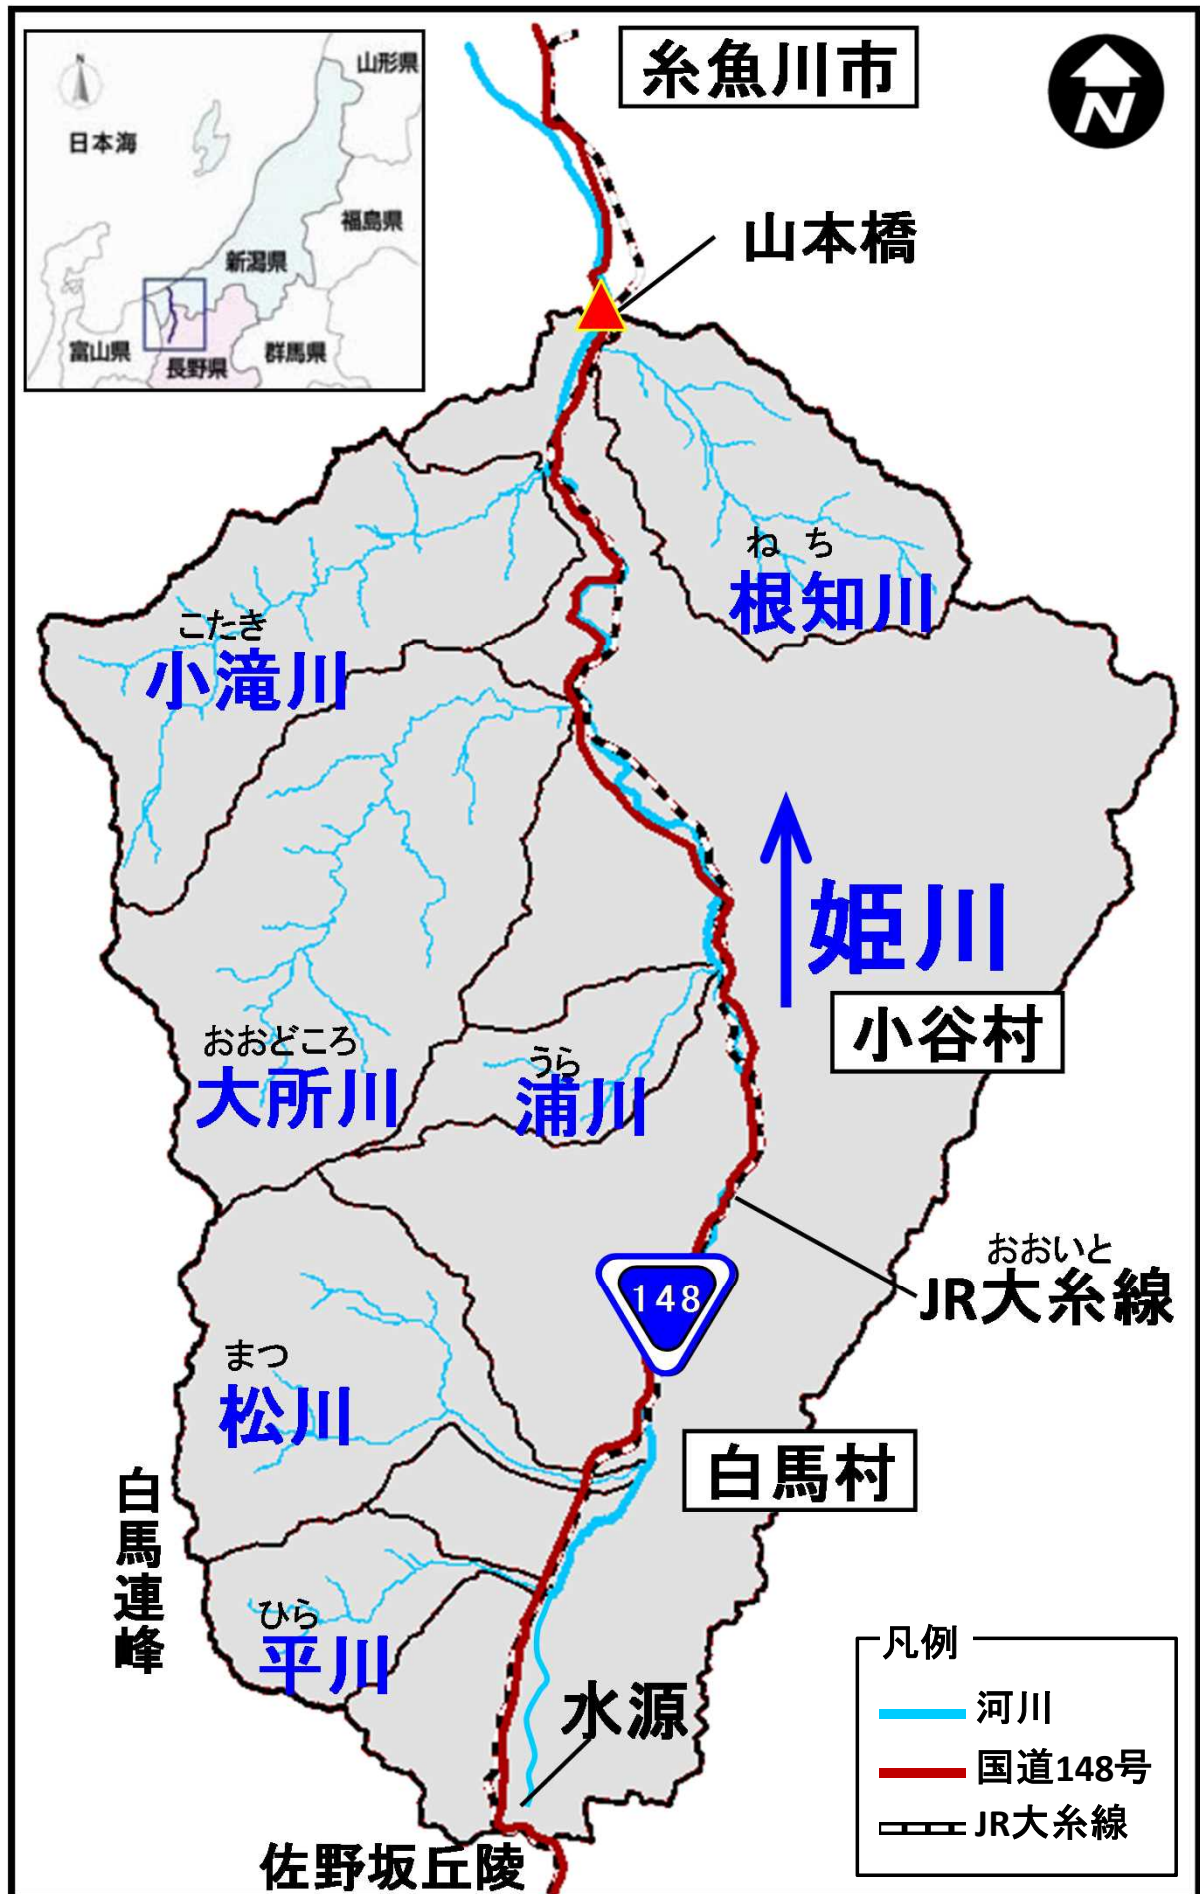 糸魚川市
N
N
山形県
日本海
福島県
新潟県
富山県
長野県
群馬県
山本橋
ねち
根知川
こたき
小滝川
姫川
小谷村
おおどころ
大所川
うら
浦川
おおいと
JR大糸線
148
まつ
松川
白馬村
白馬連峰
ひら
平川
水源
佐野坂丘陵
凡例
河川
国道148号
JR大糸線